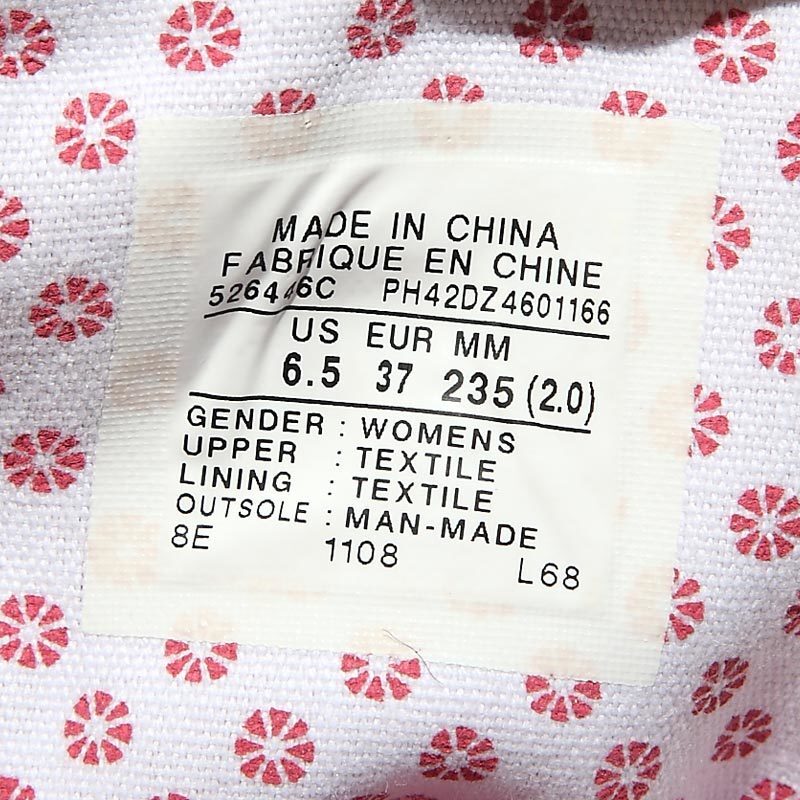 MADE IN CHINA
FABRIQUE EN CHINE
526446C PH42DZ4601166
US EUR MM
6.5 37 235 (2.0)
GENDER : WOMENS
UPPER : TEXTILE
LINING : TEXTILE
OUTSOLE : MAN-MADE
8E 1108 L68